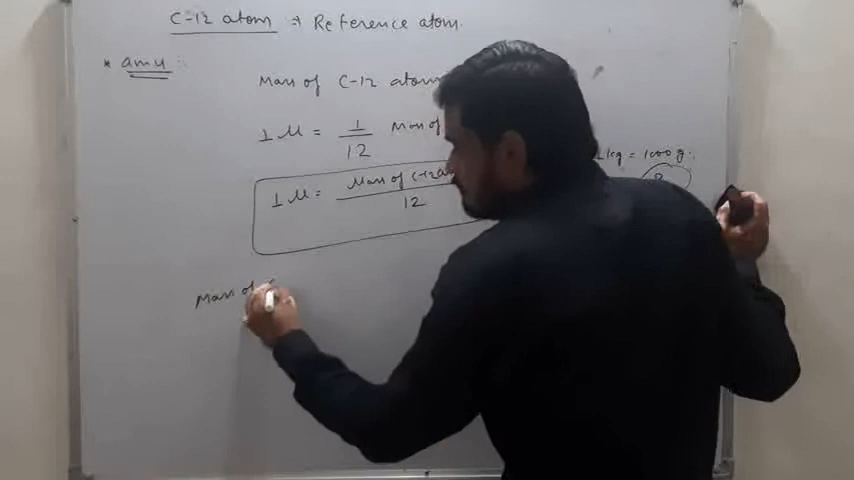 C-12 atom → Reference atom.
* amu :
Mass of C-12 atom
1 M = 1/12 Mass of
1 kg = 1000 g.
1 M = Mass of C-12 a
12
Mass of